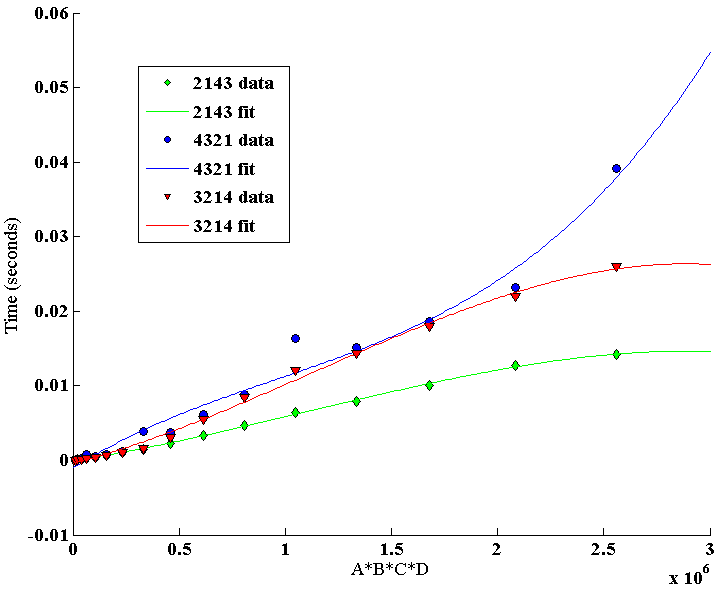 0.06
0.05
0.04
0.03
0.02
0.01
0
-0.01
Time (seconds)
2143 data
2143 fit
4321 data
4321 fit
3214 data
3214 fit
0 0.5 1 1.5 2 2.5 3
A*B*C*D
x 10⁶